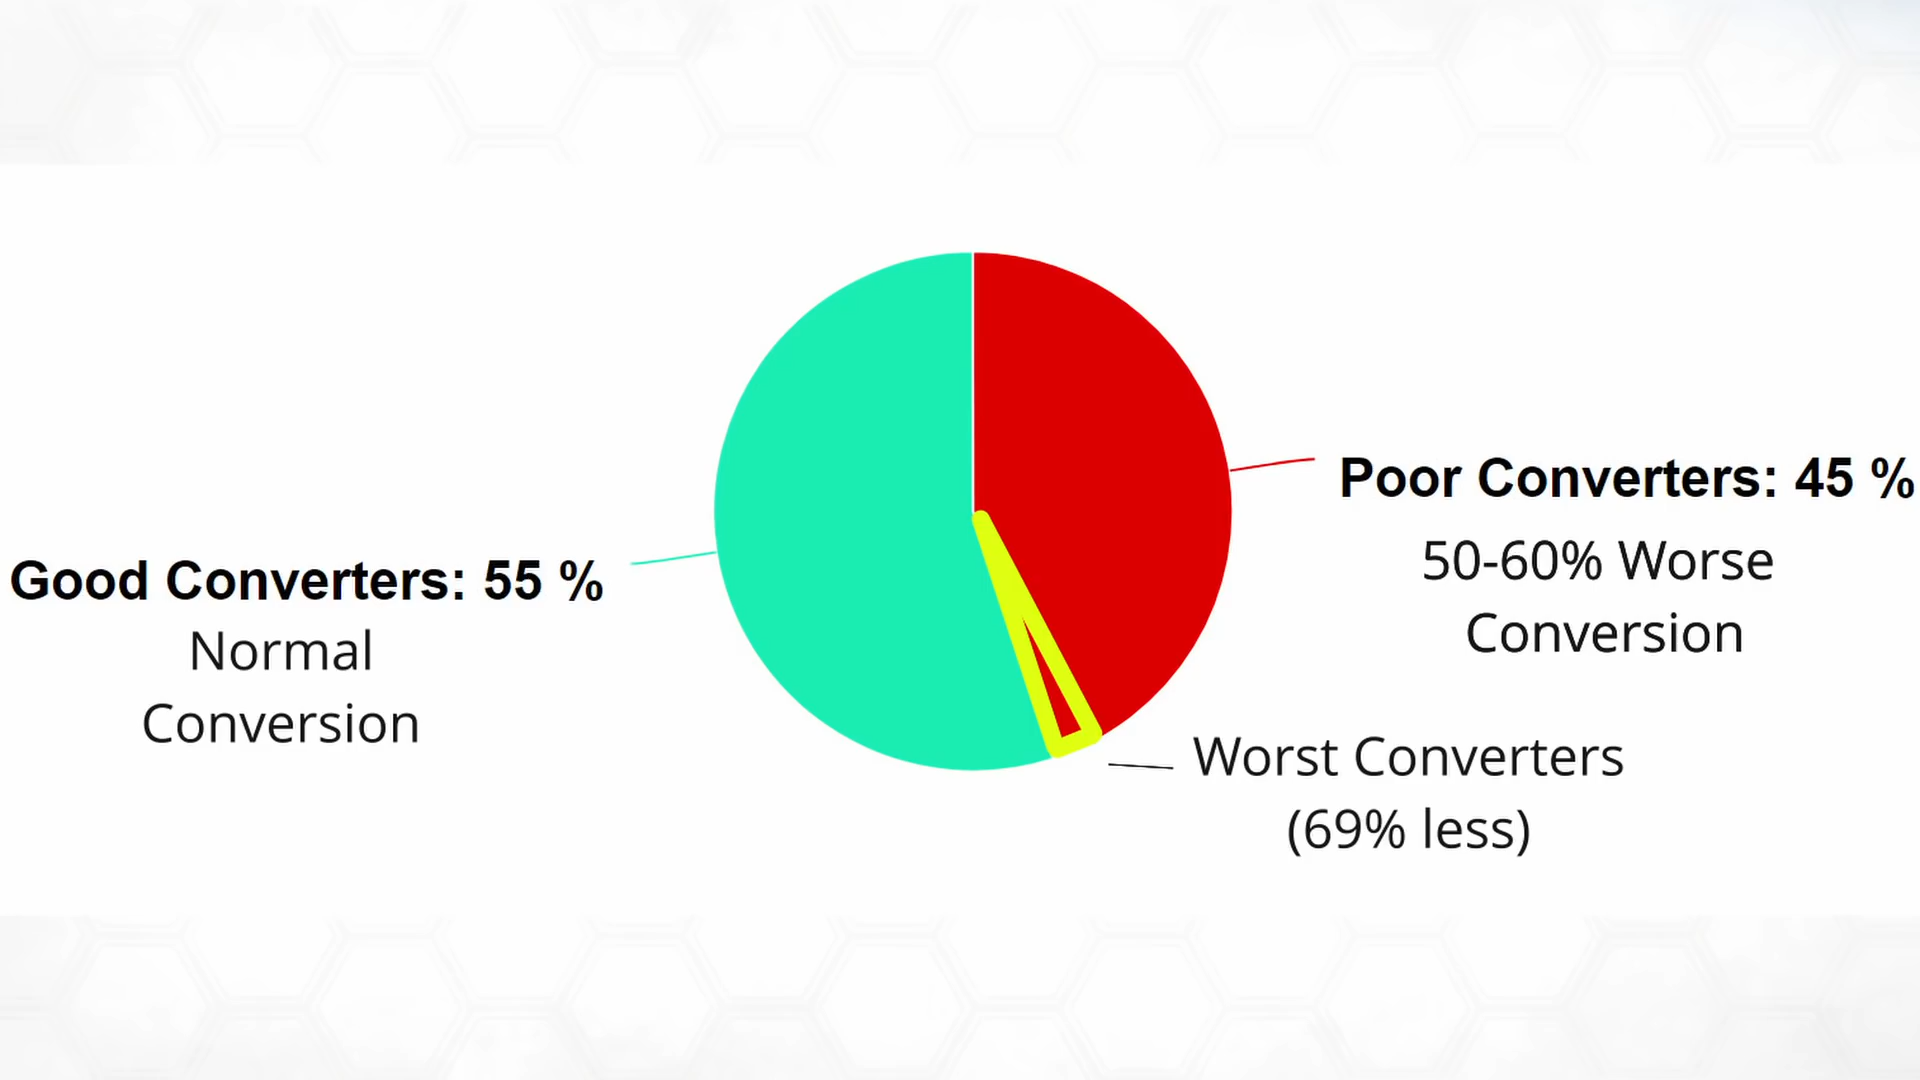 Good Converters: 55 %
Normal
Conversion
Poor Converters: 45 %
50-60% Worse
Conversion
Worst Converters
(69% less)